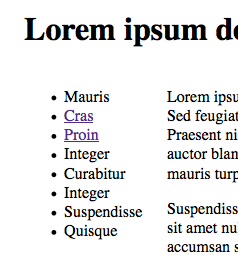 Lorem ipsum do
Mauris
Cras
Proin
Integer
Curabitur
Integer
Suspendisse
Quisque
Lorem ipsu
Sed feugiat
Praesent ni
auctor blan
mauris turp
Suspendiss
sit amet nu
accumsan s